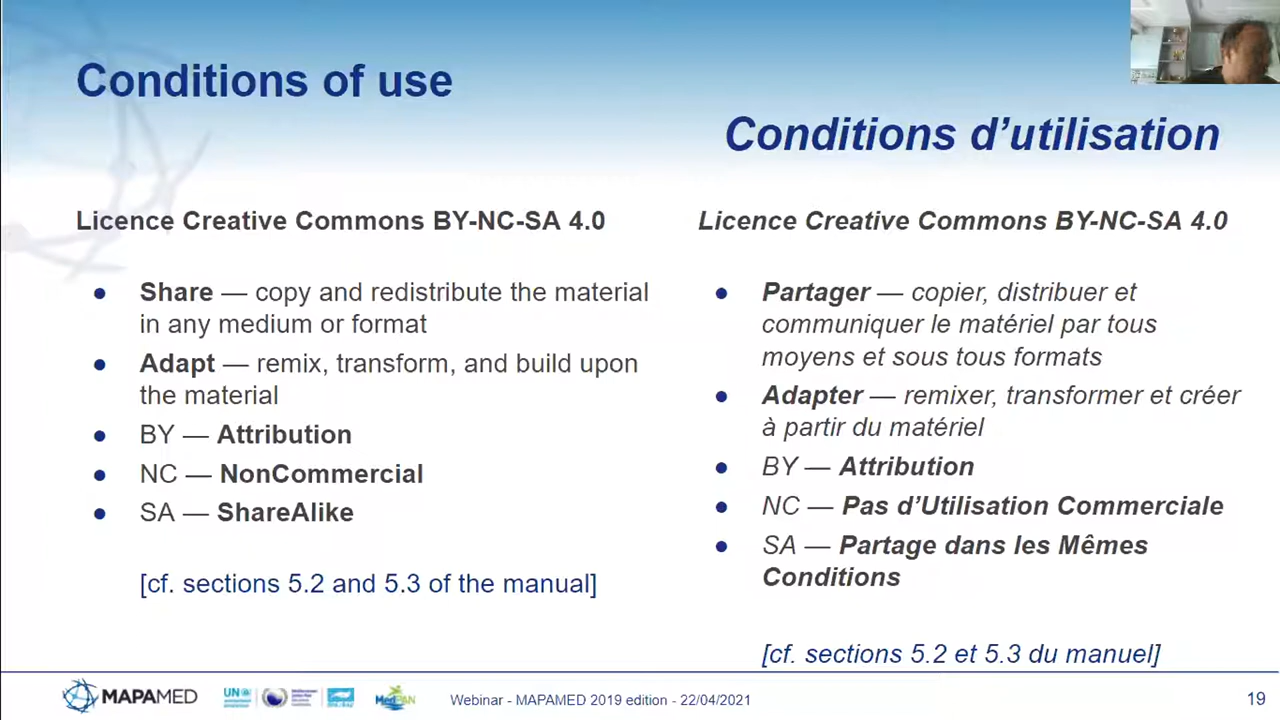 Conditions of use
Conditions d’utilisation
Licence Creative Commons BY-NC-SA 4.0
● Share — copy and redistribute the material
in any medium or format
● Adapt — remix, transform, and build upon
the material
● BY — Attribution
● NC — NonCommercial
● SA — ShareAlike
[cf. sections 5.2 and 5.3 of the manual]
Licence Creative Commons BY-NC-SA 4.0
● Partager — copier, distribuer et
communiquer le matériel par tous
moyens et sous tous formats
● Adapter — remixer, transformer et créer
à partir du matériel
● BY — Attribution
● NC — Pas d’Utilisation Commerciale
● SA — Partage dans les Mêmes
Conditions
[cf. sections 5.2 et 5.3 du manuel]
MAPAMED
UN
MedPAN
Webinar - MAPAMED 2019 edition - 22/04/2021
19